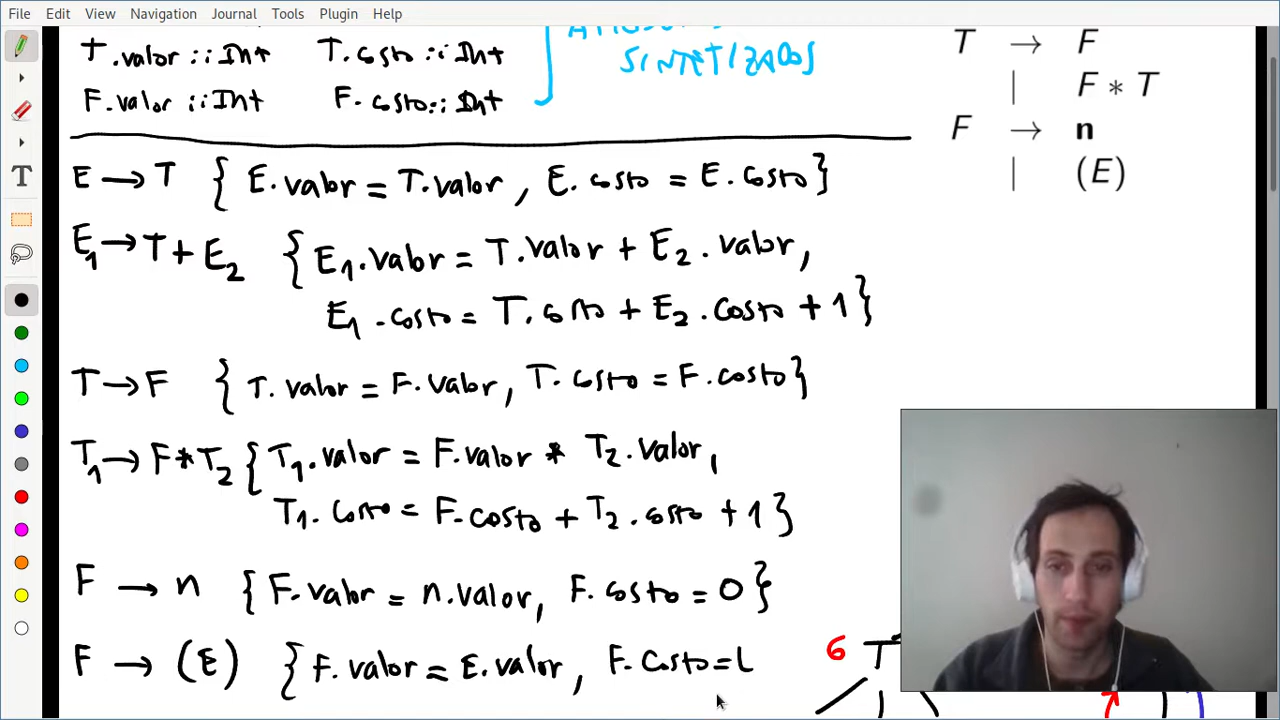 File Edit View Navigation Journal Tools Plugin Help
T.valor :: Int T.costo :: Int
SINTETIZADOS
F.valor :: Int F.costo :: Int
T → F
| F * T
F → n
| (E)
E → T { E.valor = T.valor, E.costo = E.costo}
E1 → T + E2 { E1.valor = T.valor + E2.valor,
E1.costo = T.costo + E2.costo + 1 }
T → F { T.valor = F.valor, T.costo = F.costo}
T1 → F * T2 { T1.valor = F.valor * T2.valor,
T1.costo = F.costo + T2.costo + 1 }
F → n { F.valor = n.valor, F.costo = 0 }
F → (E) { F.valor = E.valor, F.costo = L
6 T
T